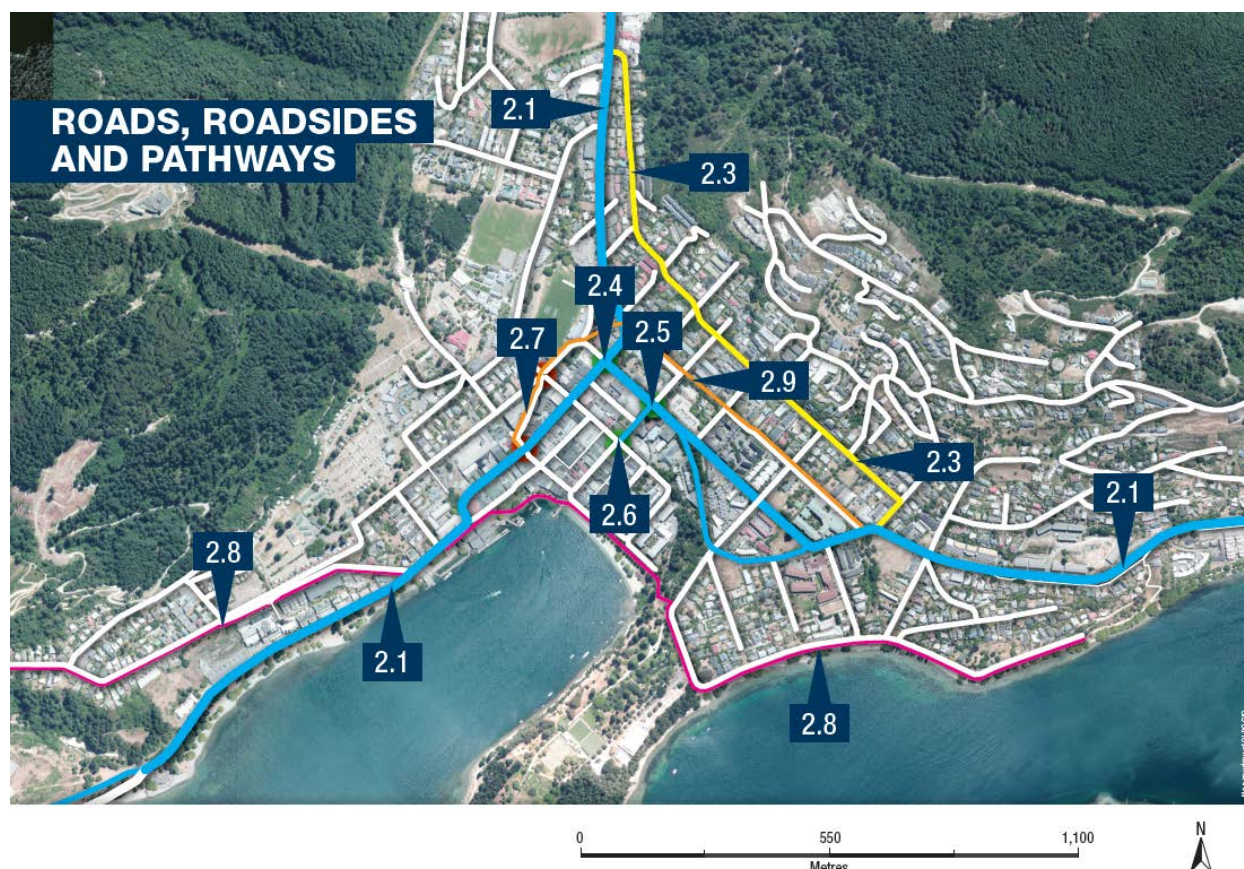 ROADS, ROADSIDES
AND PATHWAYS
2.1
2.3
2.4
2.5
2.7
2.9
2.3
2.1
2.6
2.8
2.1
2.8
0 550 1,100
Metres
N